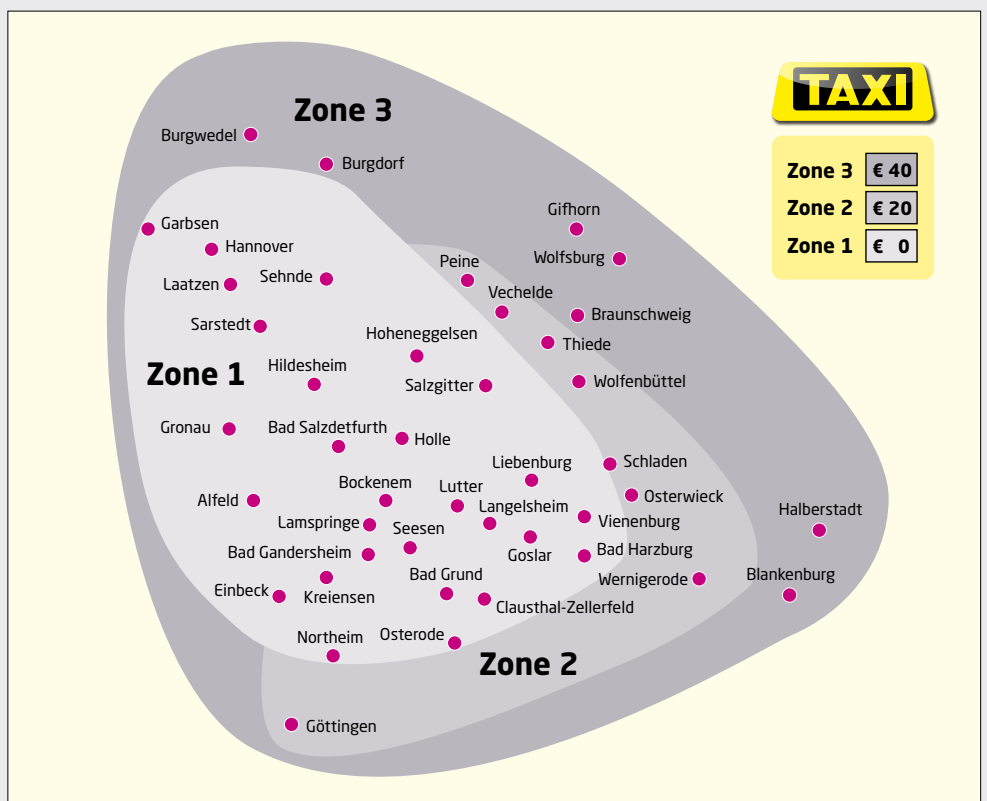 TAXI
Zone 3
Burgwedel
Burgdorf
Zone 3 € 40
Zone 2 € 20
Zone 1 € 0
Garbsen
Gifhorn
Hannover
Peine
Wolfsburg
Laatzen
Sehnde
Vechelde
Sarstedt
Braunschweig
Hoheneggelsen
Thiede
Zone 1
Hildesheim
Salzgitter
Wolfenbüttel
Gronau
Bad Salzdetfurth
Holle
Liebenburg
Schladen
Bockenem
Lutter
Osterwieck
Alfeld
Langelsheim
Halberstadt
Lamspringe
Seesen
Vienenburg
Bad Gandersheim
Goslar
Bad Harzburg
Bad Grund
Wernigerode
Blankenburg
Einbeck
Kreiensen
Clausthal-Zellerfeld
Northeim
Osterode
Zone 2
Göttingen